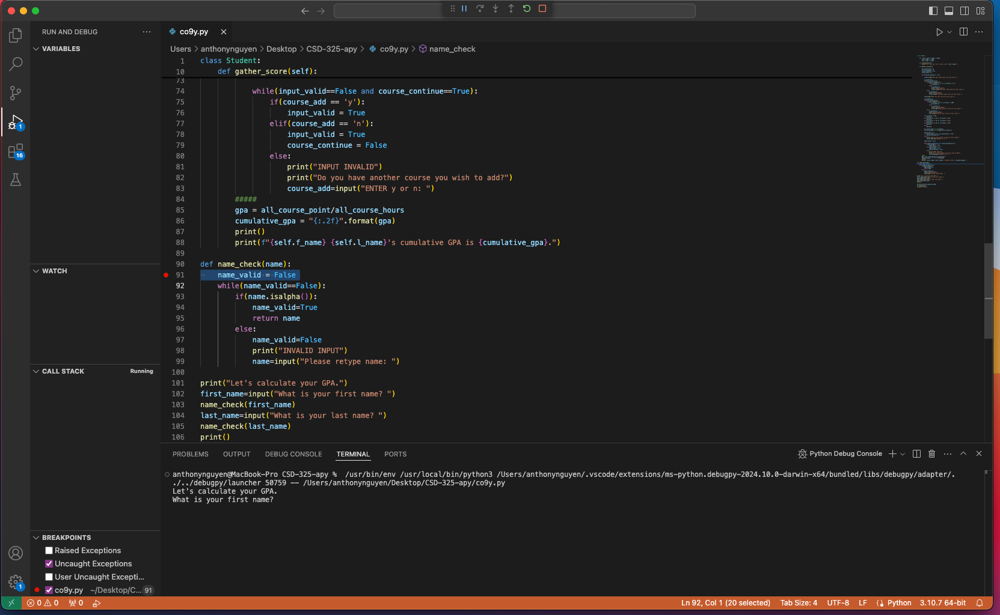 RUN AND DEBUG
VARIABLES
WATCH
CALL STACK Running
BREAKPOINTS
Raised Exceptions
Uncaught Exceptions
User Uncaught Excepti...
co9y.py ~/Desktop/C... 91
1
16
1
co9y.py
Users > anthonynguyen > Desktop > CSD-325-apy > co9y.py > name_check
1 class Student:
10     def gather_score(self):
73
74             while(input_valid==False and course_continue==True):
75                 if(course_add == 'y'):
76                     input_valid = True
77                 elif(course_add == 'n'):
78                     input_valid = True
79                     course_continue = False
80                 else:
81                     print("INPUT INVALID")
82                     print("Do you have another course you wish to add?")
83                     course_add=input("ENTER y or n: ")
84         #####
85         gpa = all_course_point/all_course_hours
86         cumulative_gpa = "{:.2f}".format(gpa)
87         print()
88         print(f"{self.f_name} {self.l_name}'s cumulative GPA is {cumulative_gpa}.")
89
90 def name_check(name):
91     name_valid = False
92     while(name_valid==False):
93         if(name.isalpha()):
94             name_valid=True
95             return name
96         else:
97             name_valid=False
98             print("INVALID INPUT")
99             name=input("Please retype name: ")
100
101 print("Let's calculate your GPA.")
102 first_name=input("What is your first name? ")
103 name_check(first_name)
104 last_name=input("What is your last name? ")
105 name_check(last_name)
106 print()
PROBLEMS OUTPUT DEBUG CONSOLE TERMINAL PORTS
Python Debug Console
anthonynguyen@MacBook-Pro CSD-325-apy %  /usr/bin/env /usr/local/bin/python3 /Users/anthonynguyen/.vscode/extensions/ms-python.debugpy-2024.10.0-darwin-x64/bundled/libs/debugpy/adapter/.
./../debugpy/launcher 50759 -- /Users/anthonynguyen/Desktop/CSD-325-apy/co9y.py
Let's calculate your GPA.
What is your first name?
0 0 0
Ln 92, Col 1 (20 selected) Tab Size: 4 UTF-8 LF Python 3.10.7 64-bit